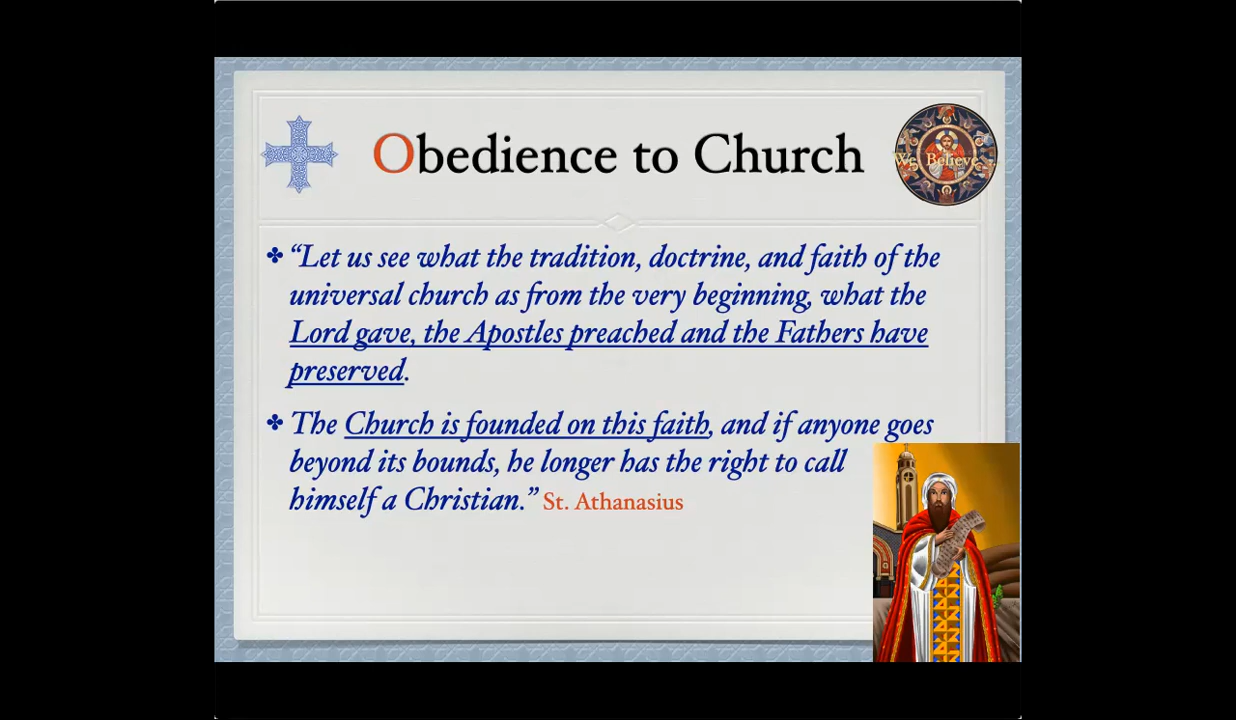 Obedience to Church
We Believe...
“Let us see what the tradition, doctrine, and faith of the
universal church as from the very beginning, what the
Lord gave, the Apostles preached and the Fathers have
preserved.
The Church is founded on this faith, and if anyone goes
beyond its bounds, he longer has the right to call
himself a Christian.” St. Athanasius